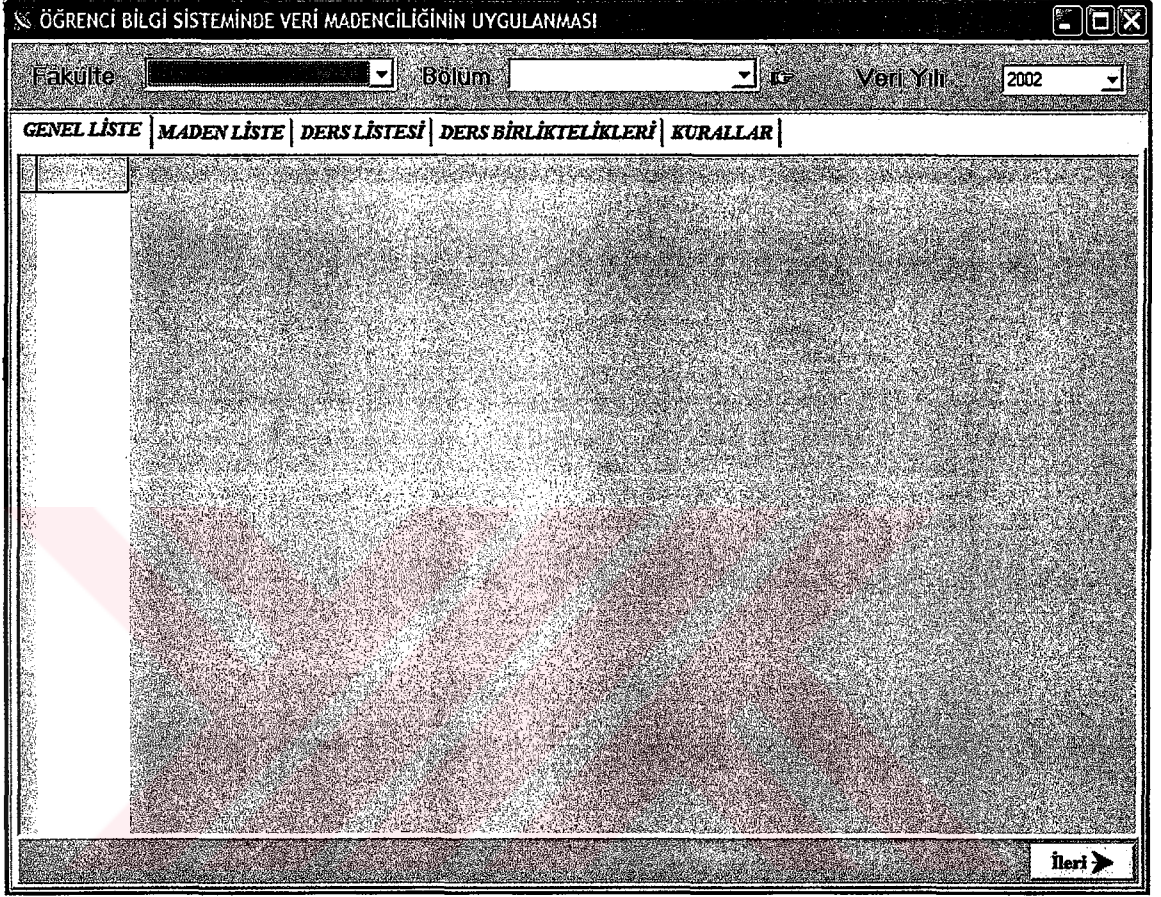 ÖĞRENCİ BİLGİ SİSTEMİNDE VERİ MADENCİLİĞİNİN UYGULANMASI
Fakülte Bölüm Veri Yılı 2002
GENEL LİSTE MADEN LİSTE DERS LİSTESİ DERS BİRLİKTELİKLERİ KURALLAR
İleri